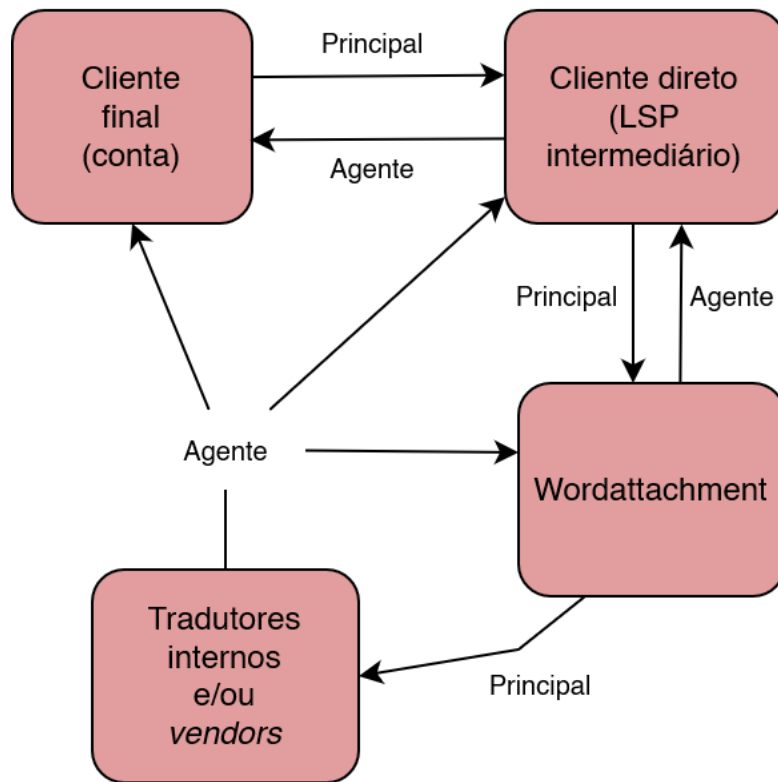 Cliente
final
(conta)
Principal
Agente
Cliente direto
(LSP
intermediário)
Principal
Agente
Wordattachment
Agente
Tradutores
internos
e/ou
vendors
Principal